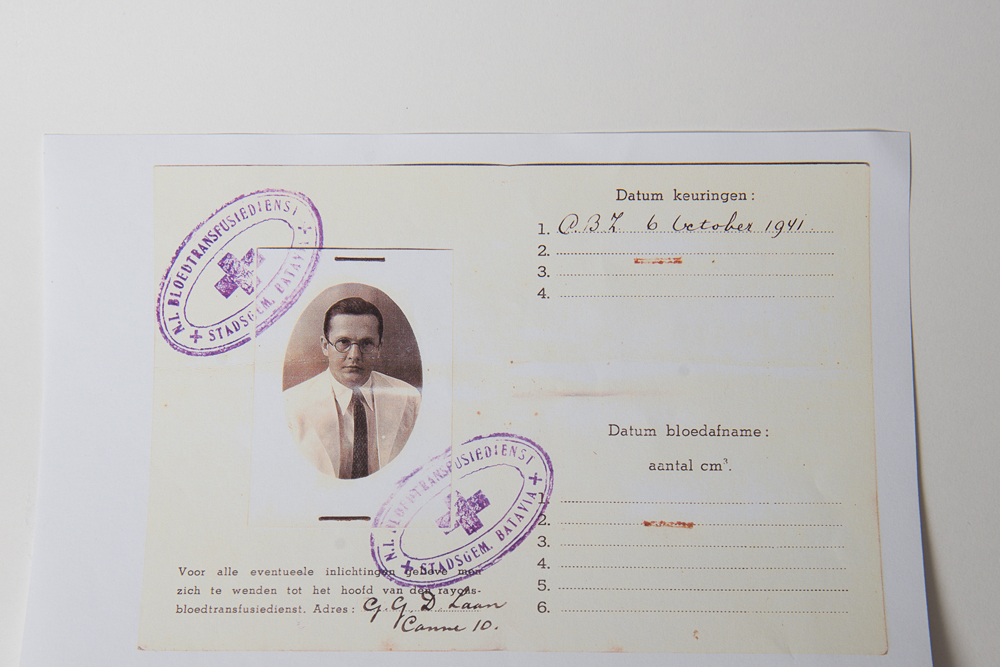 N.I. BLOEDTRANSFUSIEDIENST
STADSGEM. BATAVIA
N.I. BLOEDTRANSFUSIEDIENST
STADSGEM. BATAVIA
Voor alle eventueele inlichtingen gelieve men
zich te wenden tot het hoofd van den rayons-
bloedtransfusiedienst. Adres: G. G. D. Laan
Canne 10.
Datum keuringen:
1. C.B.Z. 6 October 1941.
2.
3.
4.
Datum bloedafname:
aantal cm³.
1.
2.
3.
4.
5.
6.